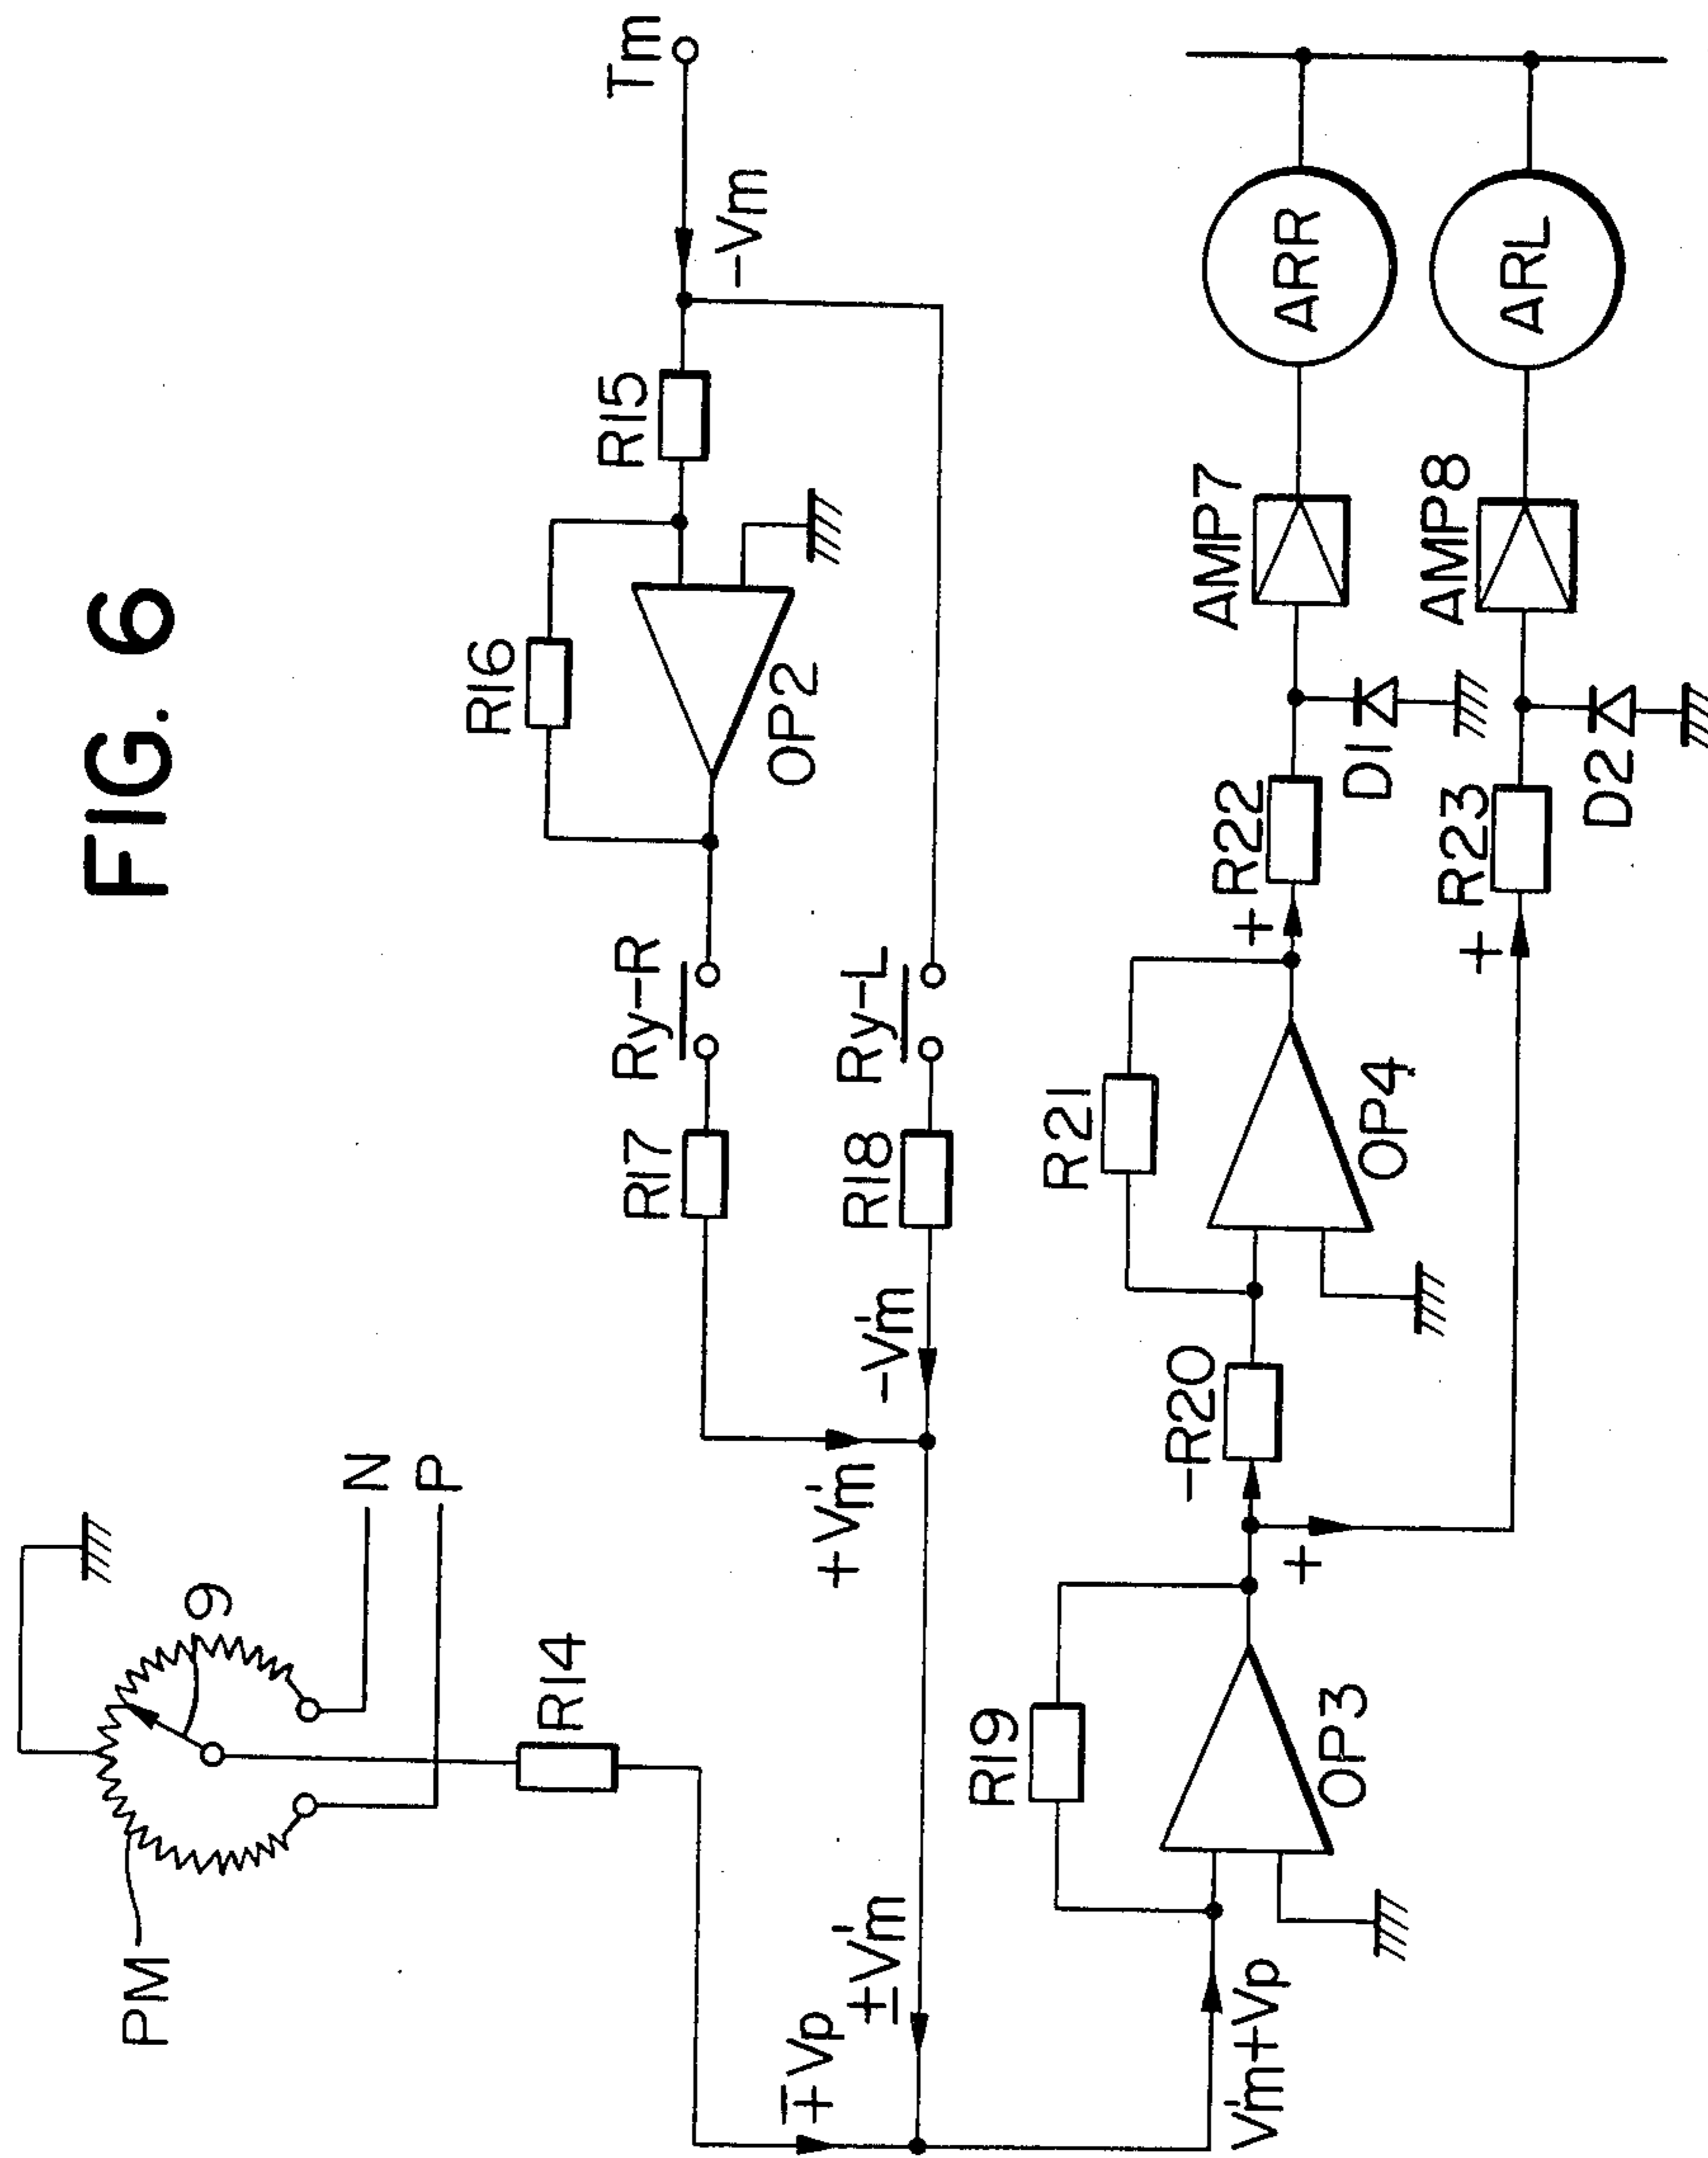 FIG. 6
PM
9
N
P
R14
∓Vp
±V'm
+V'm
-V'm
R17
Ry-R
R18
Ry-L
R16
OP2
R15
-Vm
Tm
V'm+Vp
R19
OP3
+
-
R20
R21
OP4
+
R22
D1
AMP7
ARR
+
R23
D2
AMP8
ARL